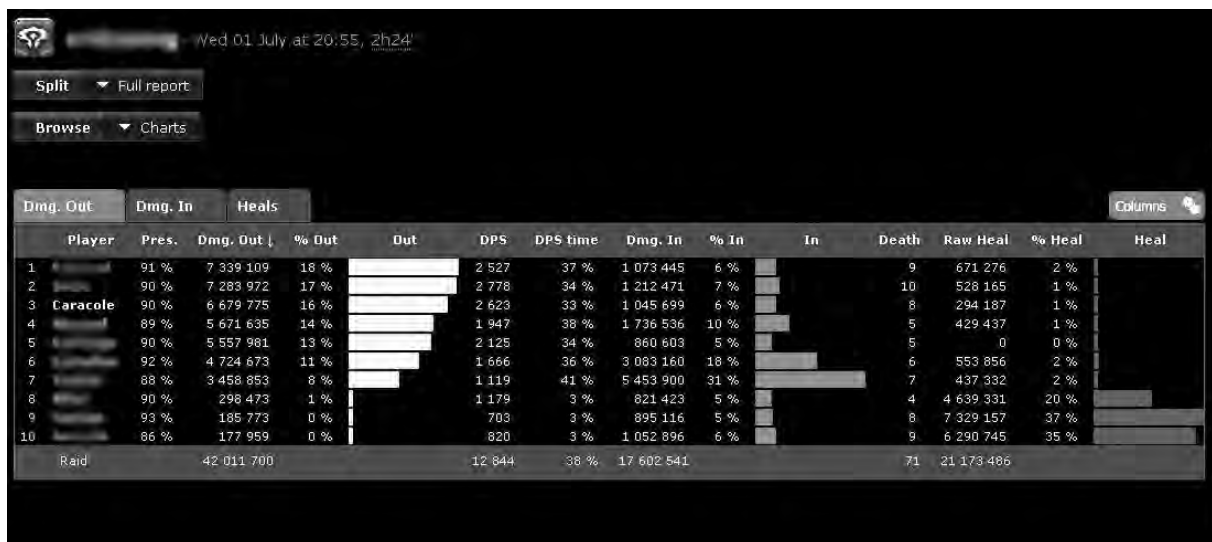 Wed 01 July at 20:55, 2h24'
Split Full report
Browse Charts
Dmg. Out Dmg. In Heals Columns
Player Pres. Dmg. Out ↓ % Out Out DPS DPS time Dmg. In % In In Death Raw Heal % Heal Heal
1 91 % 7 339 109 18 % 2 527 37 % 1 073 445 6 % 9 671 276 2 %
2 90 % 7 283 972 17 % 2 778 34 % 1 212 471 7 % 10 528 165 1 %
3 Caracole 90 % 6 679 775 16 % 2 623 33 % 1 045 699 6 % 8 294 187 1 %
4 89 % 5 671 635 14 % 1 947 38 % 1 736 536 10 % 5 429 437 1 %
5 90 % 5 557 981 13 % 2 125 34 % 860 603 5 % 5 0 0 %
6 92 % 4 724 673 11 % 1 666 36 % 3 083 160 18 % 6 553 856 2 %
7 88 % 3 458 853 8 % 1 119 41 % 5 453 900 31 % 7 437 332 2 %
8 90 % 298 473 1 % 1 179 3 % 821 423 5 % 4 4 639 331 20 %
9 93 % 185 773 0 % 703 3 % 895 116 5 % 8 7 329 157 37 %
10 86 % 177 959 0 % 820 3 % 1 052 896 6 % 9 6 290 745 35 %
Raid 42 011 700 12 844 38 % 17 602 541 71 21 173 486